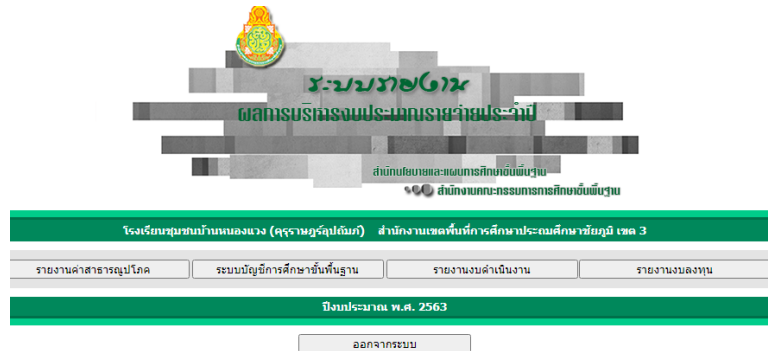 ระบบรายงาน
ผลการบริหารงบประมาณรายจ่ายประจำปี
สำนักนโยบายและแผนการศึกษาขั้นพื้นฐาน
สำนักงานคณะกรรมการการศึกษาขั้นพื้นฐาน
โรงเรียนชุมชนบ้านหนองแวง (คุรุราษฎร์อุปถัมภ์) สำนักงานเขตพื้นที่การศึกษาประถมศึกษาชัยภูมิ เขต 3
รายงานค่าสาธารณูปโภค ระบบบัญชีการศึกษาขั้นพื้นฐาน รายงานงบดำเนินงาน รายงานงบลงทุน
ปีงบประมาณ พ.ศ. 2563
ออกจากระบบ